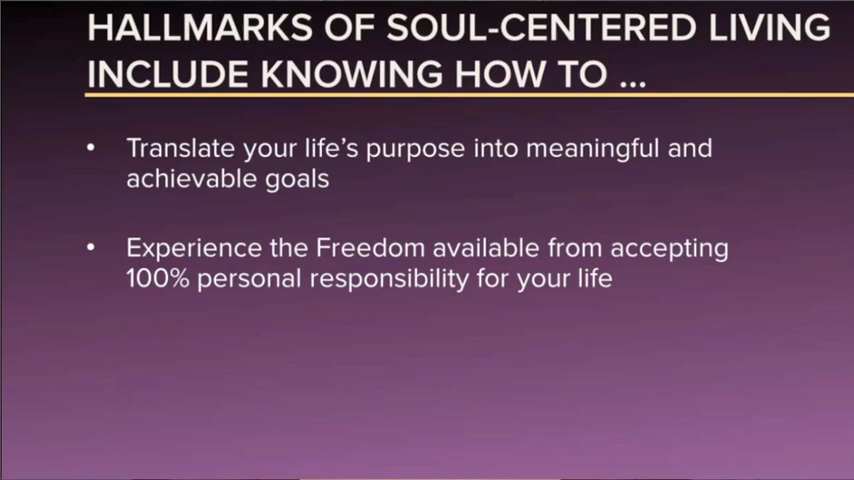 HALLMARKS OF SOUL-CENTERED LIVING
INCLUDE KNOWING HOW TO ...
• Translate your life’s purpose into meaningful and
achievable goals
• Experience the Freedom available from accepting
100% personal responsibility for your life